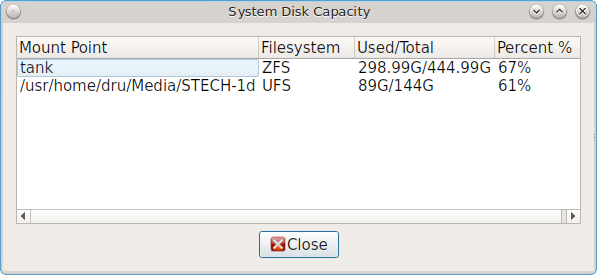 System Disk Capacity
Mount Point Filesystem Used/Total Percent %
tank ZFS 298.99G/444.99G 67%
/usr/home/dru/Media/STECH-1d UFS 89G/144G 61%
Close